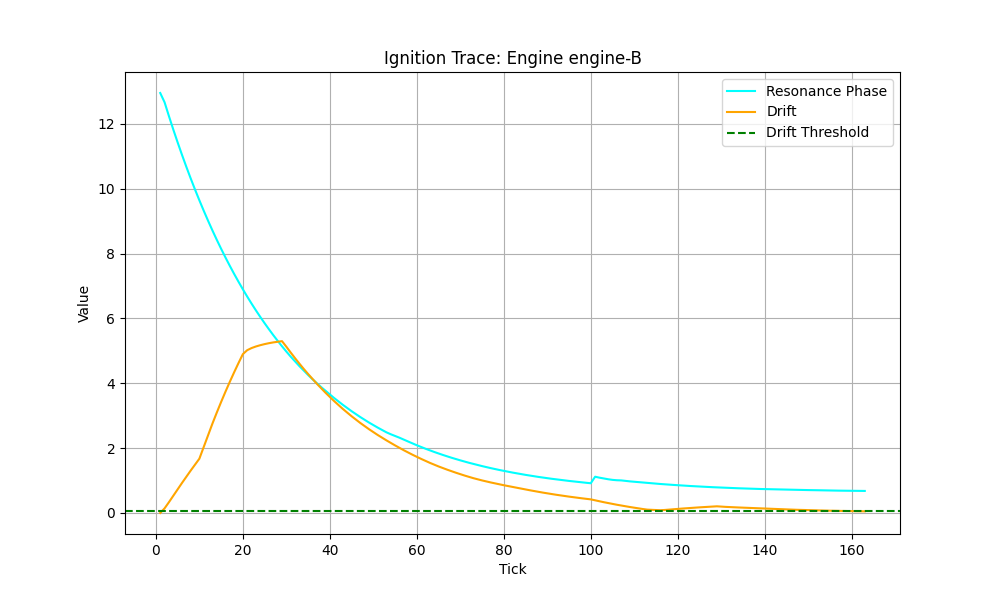 Ignition Trace: Engine engine-B
Resonance Phase
Drift
Drift Threshold
Value
12
10
8
6
4
2
0
0 20 40 60 80 100 120 140 160
Tick